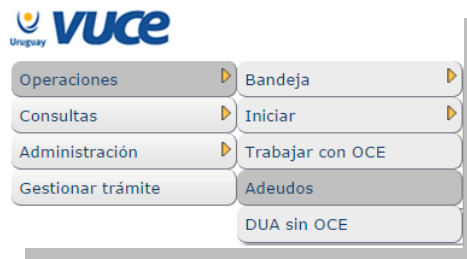 Uruguay vuce
Operaciones
Consultas
Administración
Gestionar trámite
Bandeja
Iniciar
Trabajar con OCE
Adeudos
DUA sin OCE